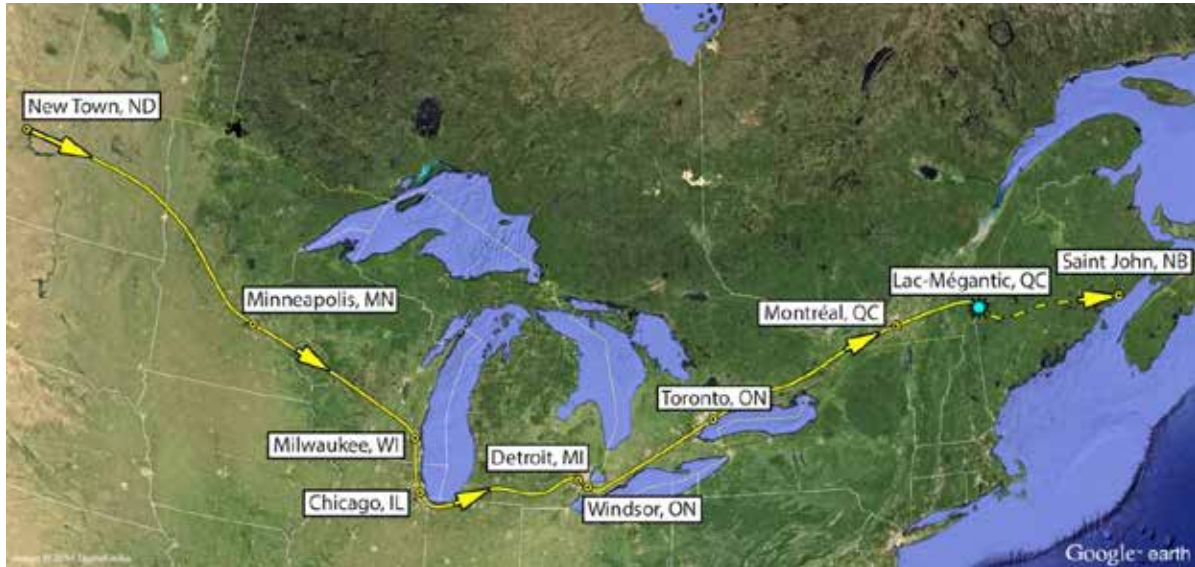 New Town, ND
Saint John, NB
Lac-Mégantic, QC
Minneapolis, MN
Montréal, QC
Toronto, ON
Milwaukee, WI
Detroit, MI
Chicago, IL
Windsor, ON
Google earth